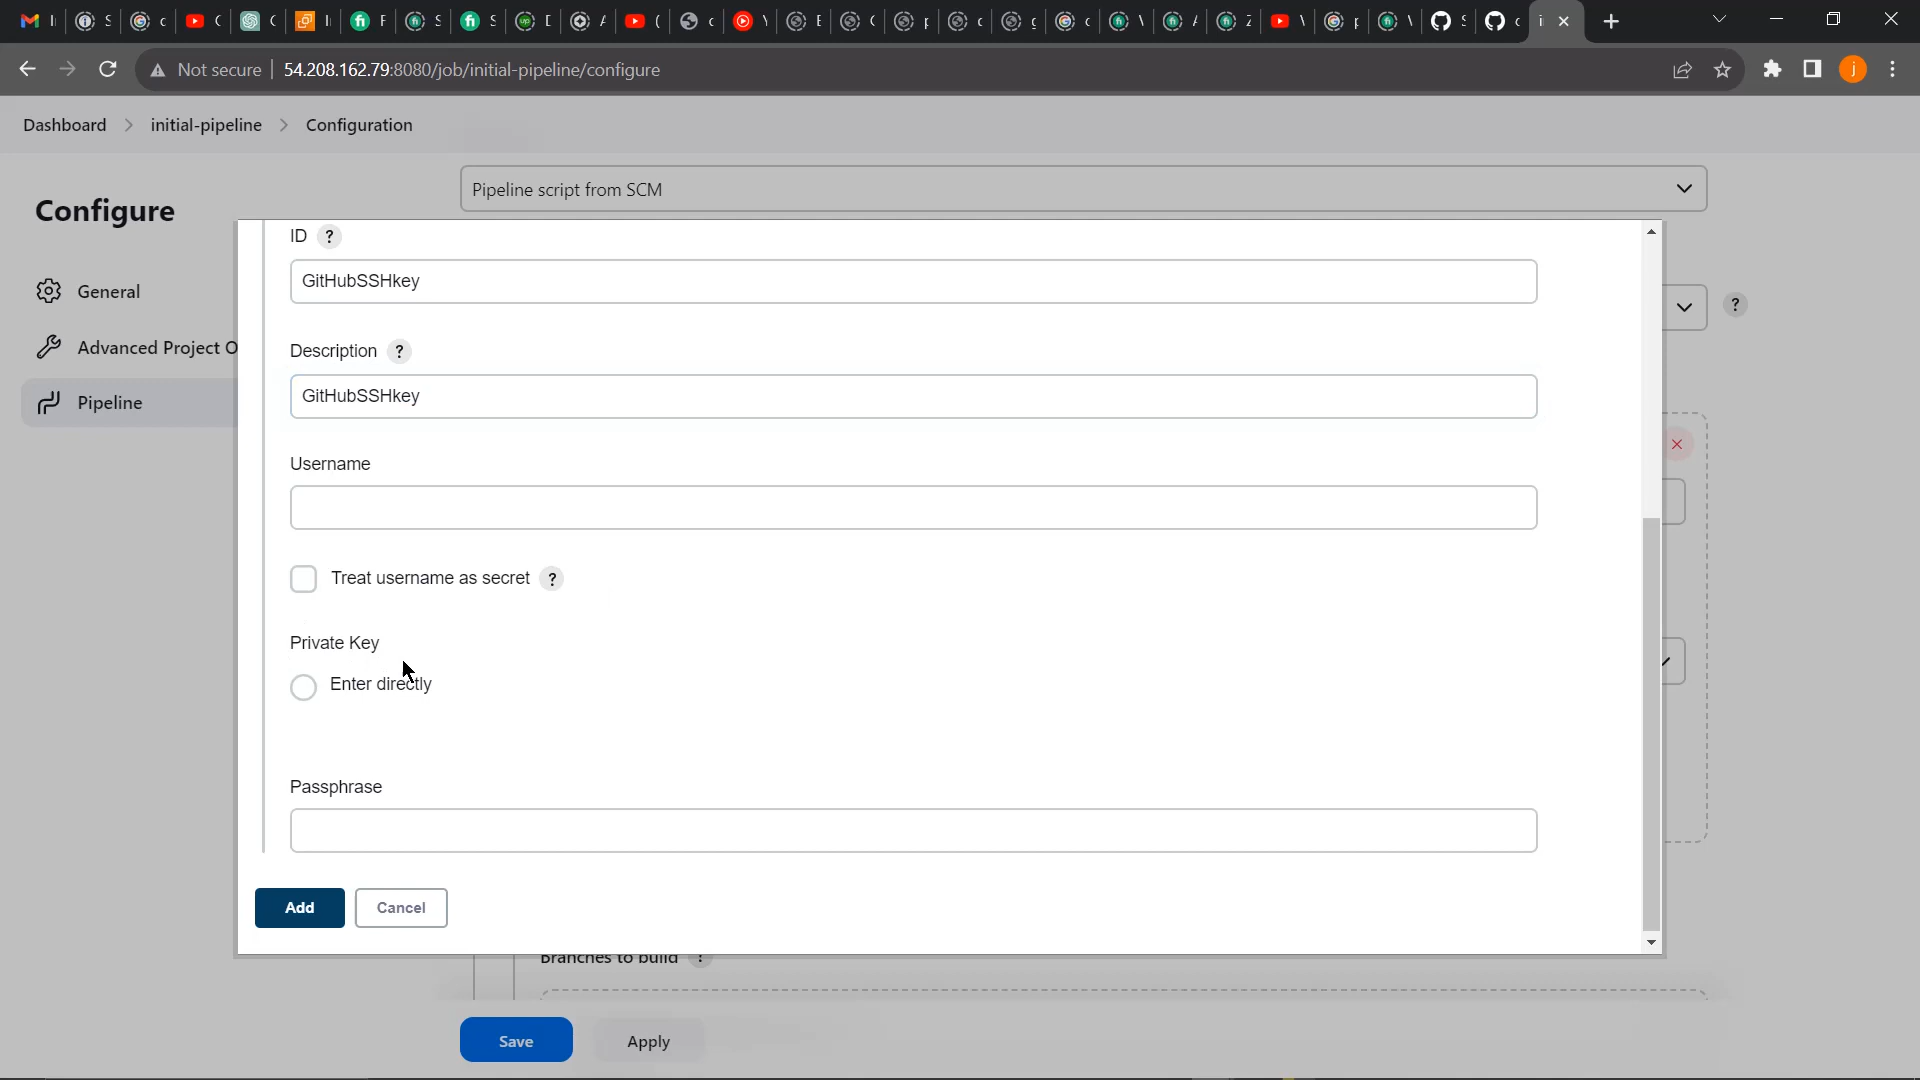 Not secure
54.208.162.79:8080/job/initial-pipeline/configure
j
Dashboard > initial-pipeline > Configuration
Configure
General
Advanced Project O
Pipeline
Pipeline script from SCM
?
ID ?
GitHubSSHkey
Description ?
GitHubSSHkey
Username
Treat username as secret ?
Private Key
Enter directly
Passphrase
Add
Cancel
Branches to build
Save
Apply